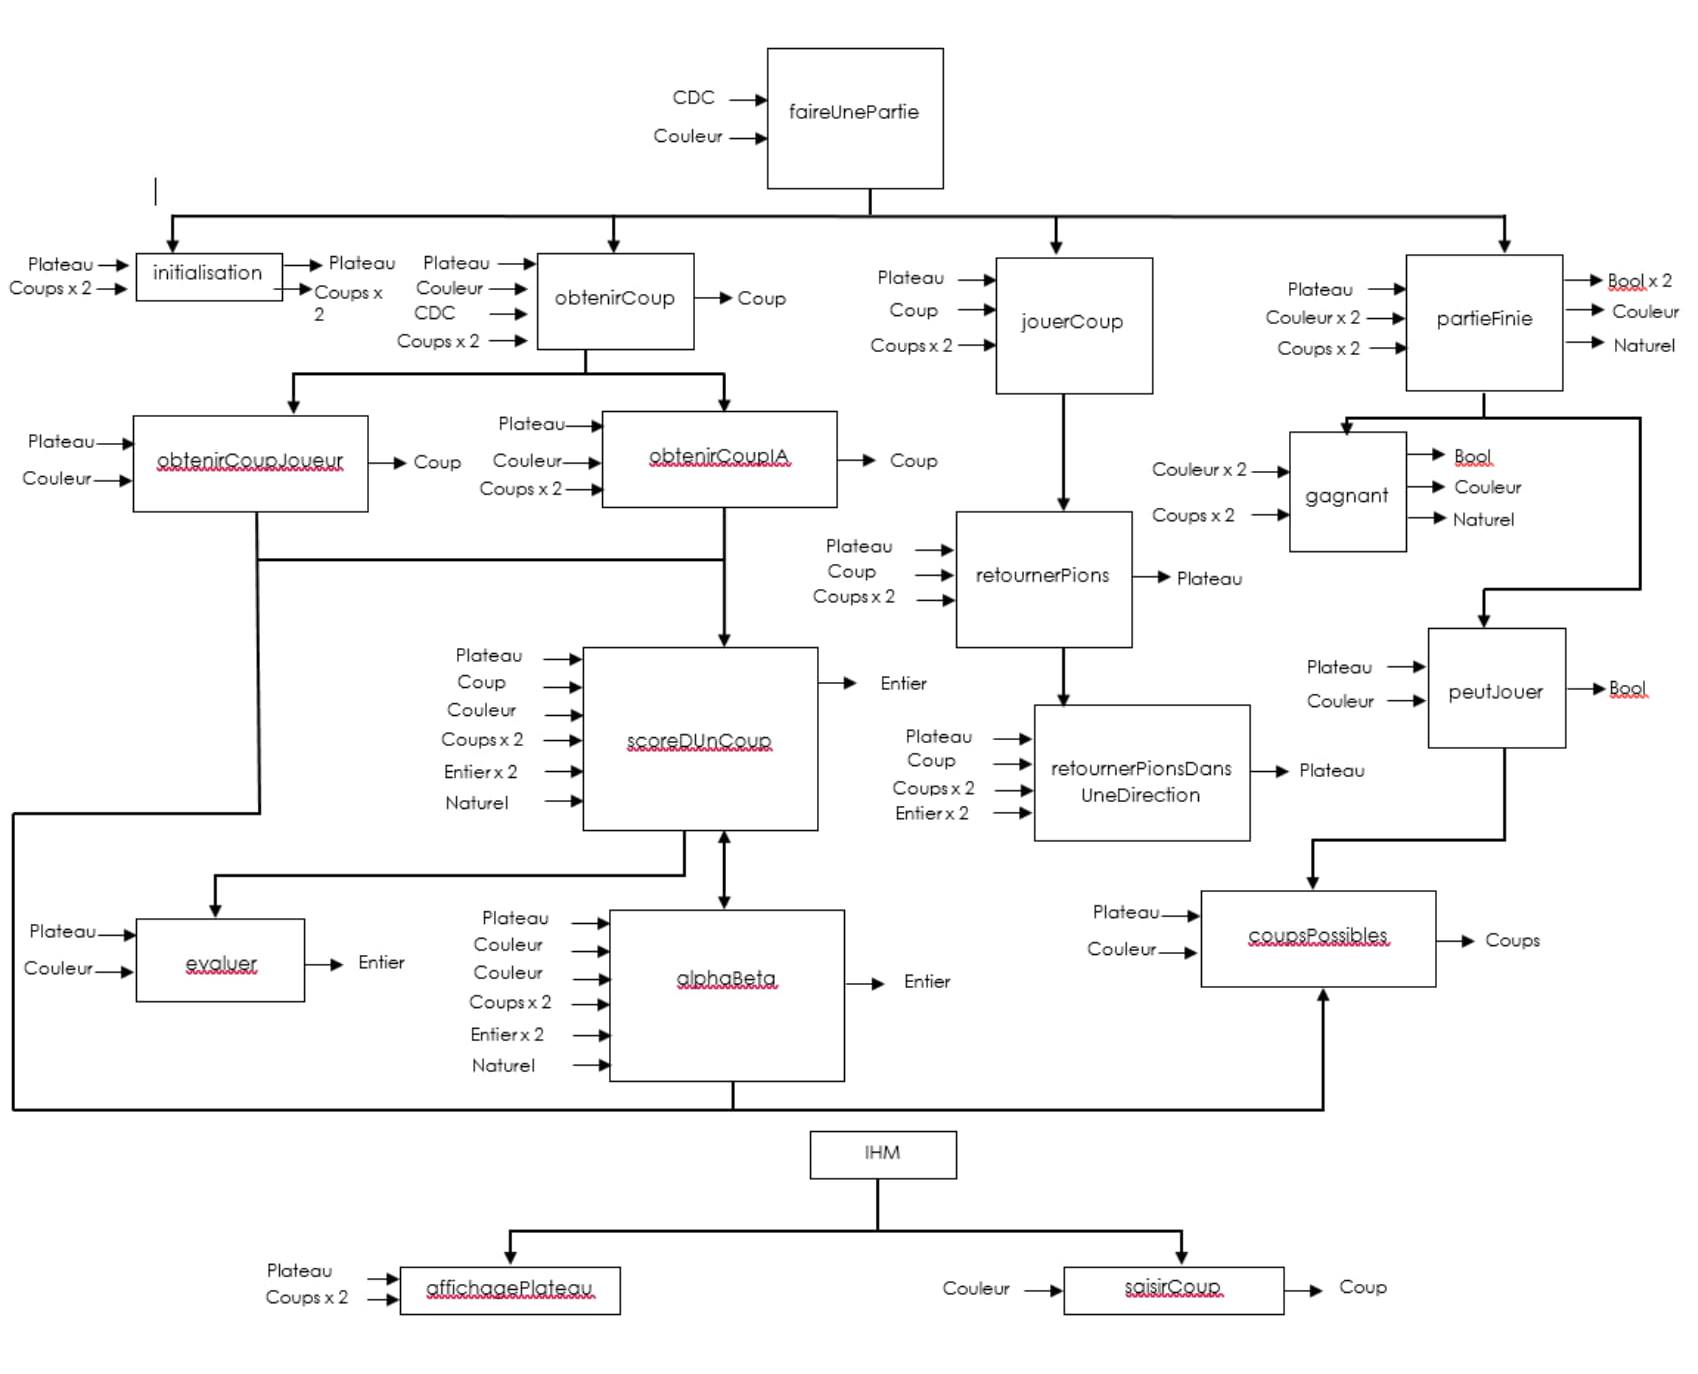 CDC
Couleur
faireUnePartie
Plateau
Coups x 2
initialisation
Plateau
Coups x
2
Plateau
Couleur
CDC
Coups x 2
obtenirCoup
Coup
Plateau
Coup
Coups x 2
jouerCoup
Plateau
Couleur x 2
Coups x 2
partieFinie
Bool x 2
Couleur
Naturel
Plateau
Couleur
obtenirCoupJoueur
Coup
Plateau
Couleur
Coups x 2
obtenirCoupIA
Coup
Couleur x 2
Coups x 2
gagnant
Bool
Couleur
Naturel
Plateau
Coup
Coups x 2
retournerPions
Plateau
Plateau
Coup
Couleur
Coups x 2
Entier x 2
Naturel
scoreDUnCoup
Entier
Plateau
Couleur
peutJouer
Bool
Plateau
Coup
Coups x 2
Entier x 2
retournerPionsDans
UneDirection
Plateau
Plateau
Couleur
evaluer
Entier
Plateau
Couleur
Couleur
Coups x 2
Entier x 2
Naturel
alphaBeta
Entier
Plateau
Couleur
coupsPossibles
Coups
IHM
Plateau
Coups x 2
affichagePlateau
Couleur
saisirCoup
Coup